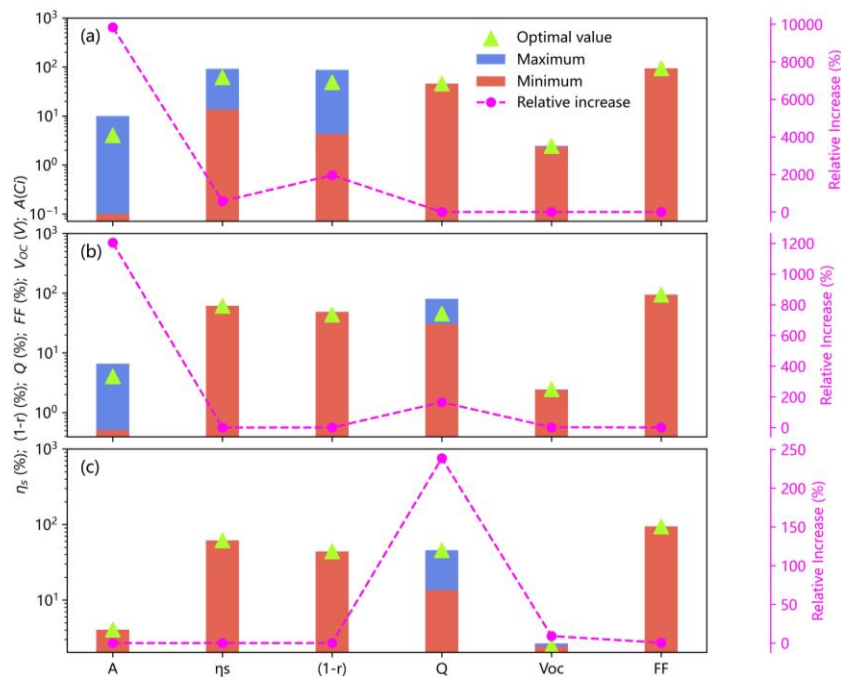 (a)
Optimal value
Maximum
Minimum
Relative increase
10³
10²
10¹
10⁰
10⁻¹
10000
8000
6000
4000
2000
0
Relative Increase (%)
(b)
10³
10²
10¹
10⁰
1200
1000
800
600
400
200
0
Relative Increase (%)
(c)
10³
10²
10¹
250
200
150
100
50
0
Relative Increase (%)
ηs (%); (1-r) (%); Q (%); FF (%); VOC (V); A(Ci)
A ηs (1-r) Q Voc FF